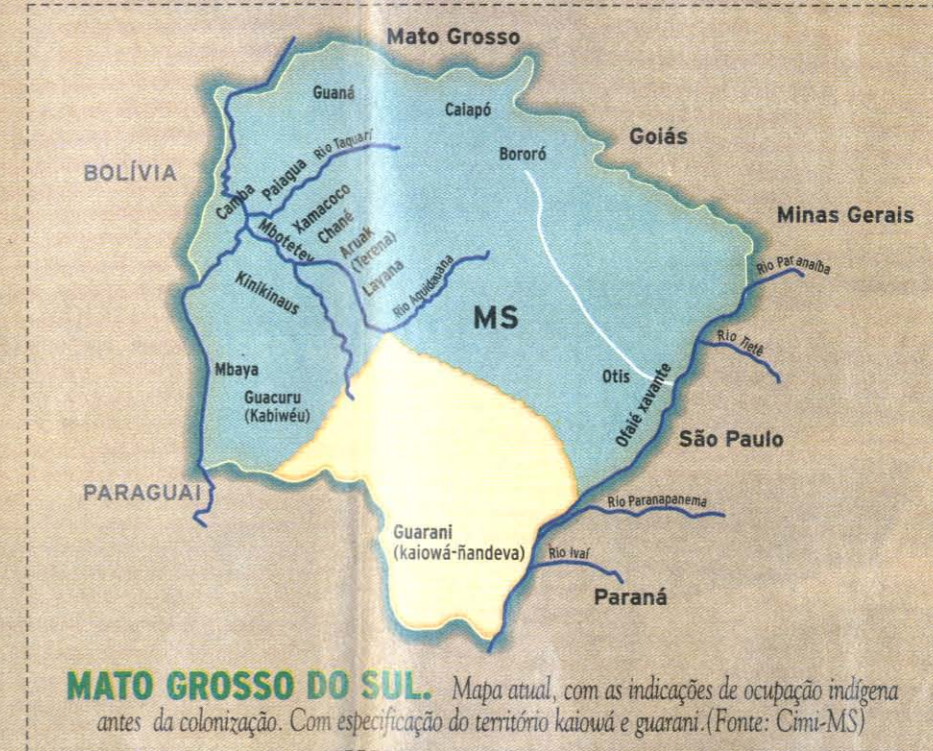 Mato Grosso
Guaná
Caiapó
Goiás
Bororó
BOLÍVIA
Rio Taquarí
Paiagua
Camba
Xamacoco
Chané
Mbotetey
Aruak
(Terena)
Layana
Rio Aquidauana
Minas Gerais
Rio Paranaíba
Kinikinaus
MS
Rio Tietê
Mbaya
Guacuru
(Kabiwéu)
Otis
Ofaié xavante
São Paulo
PARAGUAI
Rio Paranapanema
Guarani
(kaiowá-ñandeva)
Rio Ivaí
Paraná
MATO GROSSO DO SUL. Mapa atual, com as indicações de ocupação indígena
antes da colonização. Com especificação do território kaiowá e guarani.(Fonte: Cimi-MS)